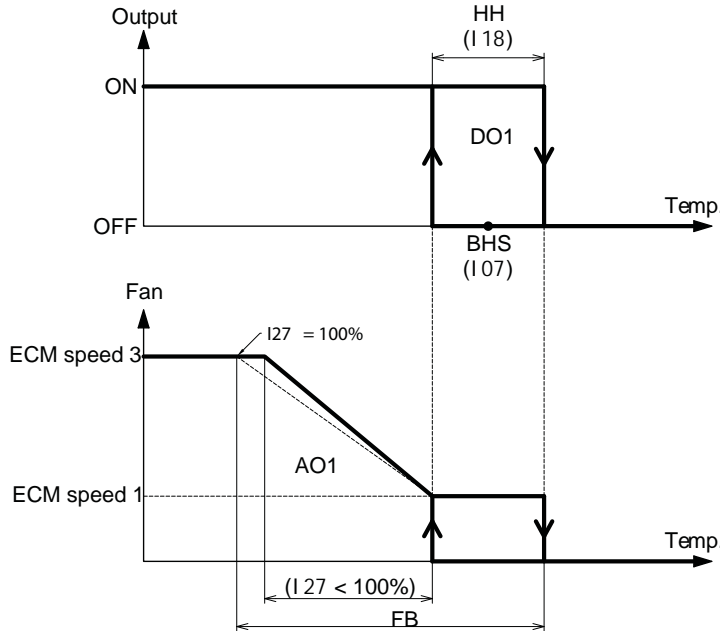 Output
HH
(I 18)
ON
DO1
OFF
Temp.
BHS
(I 07)
Fan
I27 = 100%
ECM speed 3
AO1
ECM speed 1
Temp.
(I 27 < 100%)
FB